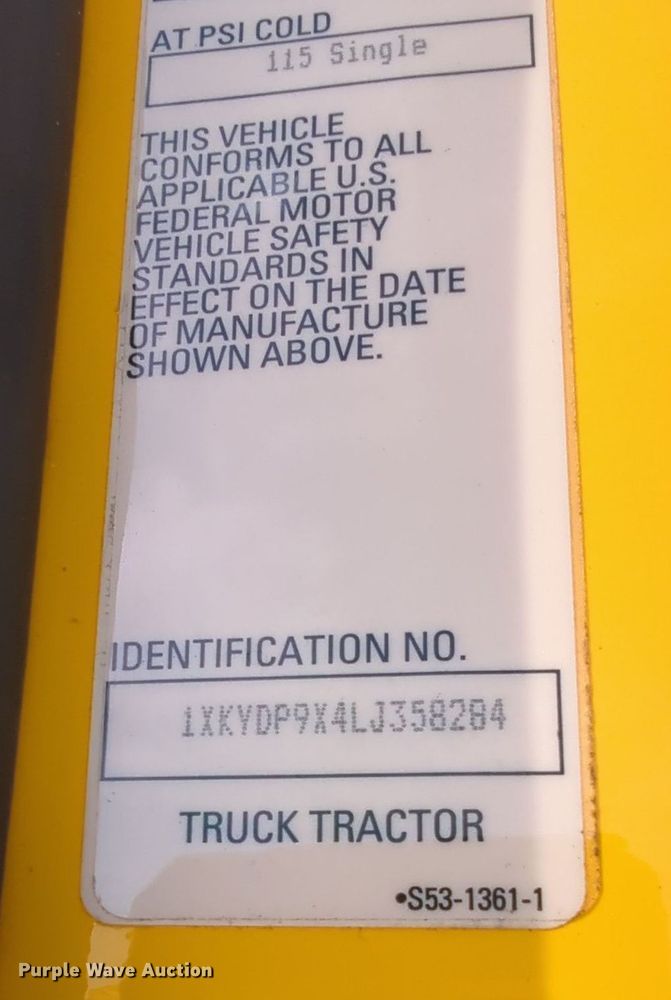 AT PSI COLD
115 Single
THIS VEHICLE
CONFORMS TO ALL
APPLICABLE U.S.
FEDERAL MOTOR
VEHICLE SAFETY
STANDARDS IN
EFFECT ON THE DATE
OF MANUFACTURE
SHOWN ABOVE.
IDENTIFICATION NO.
1XKYDP9X4LJ358284
TRUCK TRACTOR
•S53-1361-1
Purple Wave Auction